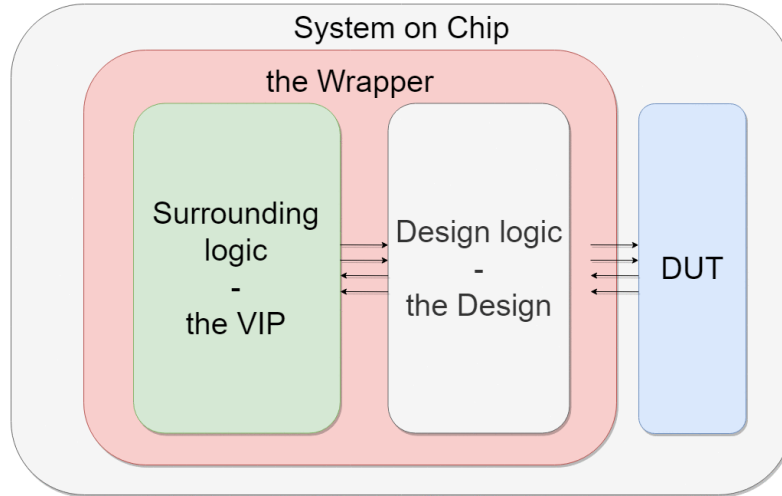 System on Chip
the Wrapper
Surrounding
logic
-
the VIP
Design logic
-
the Design
DUT